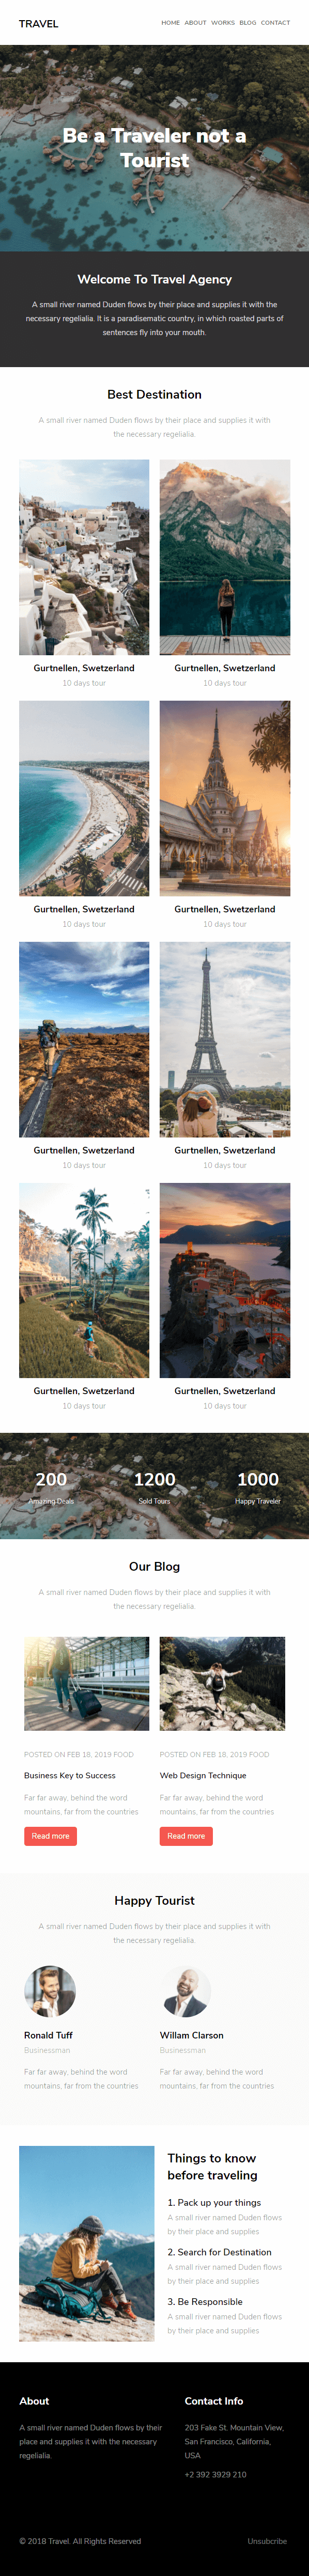 TRAVEL
HOME ABOUT WORKS BLOG CONTACT
Be a Traveler not a
Tourist
Welcome To Travel Agency
A small river named Duden flows by their place and supplies it with the
necessary regelialia. It is a paradisematic country, in which roasted parts of
sentences fly into your mouth.
Best Destination
A small river named Duden flows by their place and supplies it with
the necessary regelialia.
Gurtnellen, Swetzerland
10 days tour
Gurtnellen, Swetzerland
10 days tour
Gurtnellen, Swetzerland
10 days tour
Gurtnellen, Swetzerland
10 days tour
Gurtnellen, Swetzerland
10 days tour
Gurtnellen, Swetzerland
10 days tour
Gurtnellen, Swetzerland
10 days tour
Gurtnellen, Swetzerland
10 days tour
200
Amazing Deals
1200
Sold Tours
1000
Happy Traveler
Our Blog
A small river named Duden flows by their place and supplies it with
the necessary regelialia.
POSTED ON FEB 18, 2019 FOOD
Business Key to Success
Far far away, behind the word
mountains, far from the countries
Read more
POSTED ON FEB 18, 2019 FOOD
Web Design Technique
Far far away, behind the word
mountains, far from the countries
Read more
Happy Tourist
A small river named Duden flows by their place and supplies it with
the necessary regelialia.
Ronald Tuff
Businessman
Far far away, behind the word
mountains, far from the countries
Willam Clarson
Businessman
Far far away, behind the word
mountains, far from the countries
Things to know
before traveling
1. Pack up your things
A small river named Duden flows
by their place and supplies
2. Search for Destination
A small river named Duden flows
by their place and supplies
3. Be Responsible
A small river named Duden flows
by their place and supplies
About
A small river named Duden flows by their
place and supplies it with the necessary
regelialia.
Contact Info
203 Fake St. Mountain View,
San Francisco, California,
USA
+2 392 3929 210
© 2018 Travel. All Rights Reserved
Unsubcribe